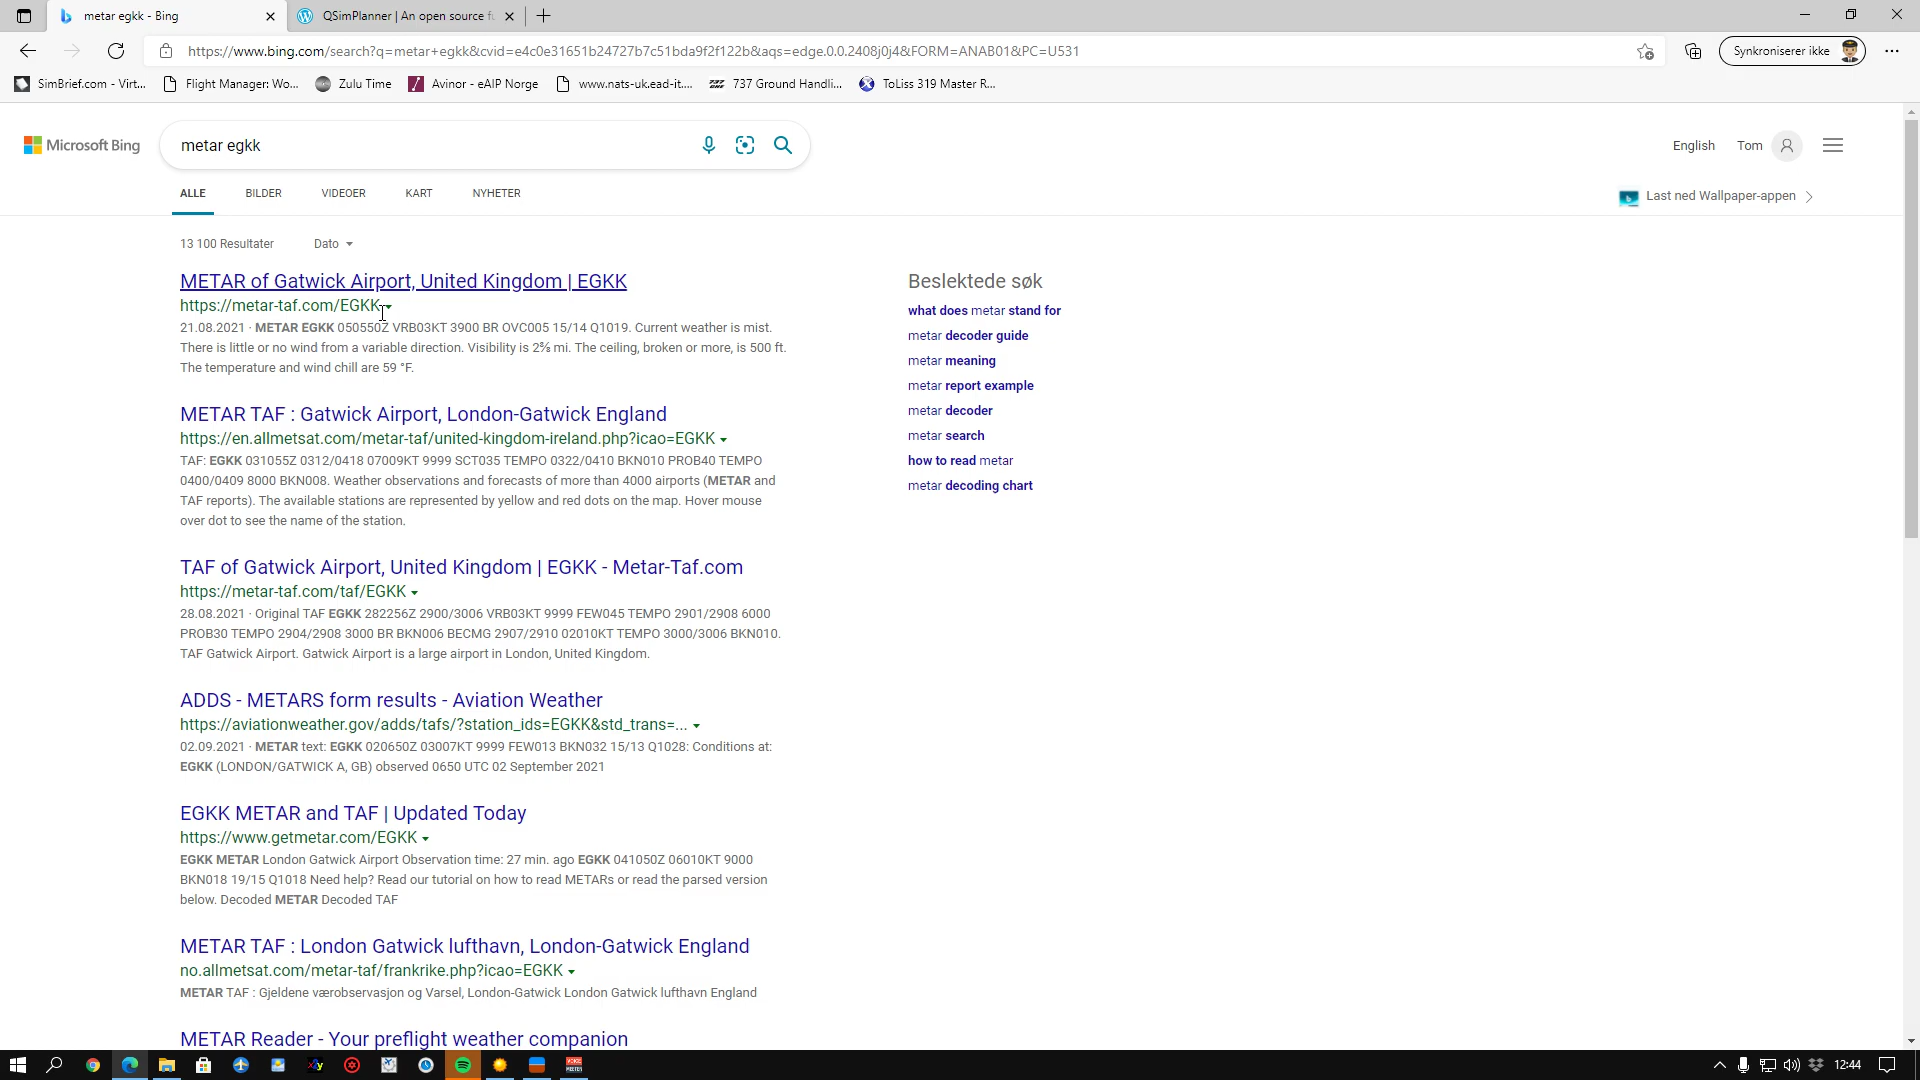 metar egkk - Bing
QSimPlanner | An open source f
https://www.bing.com/search?q=metar+egkk&cvid=e4c0e31651b24727b7c51bda9f2f122b&aqs=edge.0.0.2408j0j4&FORM=ANAB01&PC=U531
Synkroniserer ikke
SimBrief.com - Virt...
Flight Manager: Wo...
Zulu Time
Avinor - eAIP Norge
www.nats-uk.ead-it....
737 Ground Handli...
ToLiss 319 Master R...
Microsoft Bing
metar egkk
English
Tom
ALLE
BILDER
VIDEOER
KART
NYHETER
Last ned Wallpaper-appen
13 100 Resultater
Dato
METAR of Gatwick Airport, United Kingdom | EGKK
https://metar-taf.com/EGKK
21.08.2021 · METAR EGKK 050550Z VRB03KT 3900 BR OVC005 15/14 Q1019. Current weather is mist.
There is little or no wind from a variable direction. Visibility is 2⅜ mi. The ceiling, broken or more, is 500 ft.
The temperature and wind chill are 59 °F.
METAR TAF : Gatwick Airport, London-Gatwick England
https://en.allmetsat.com/metar-taf/united-kingdom-ireland.php?icao=EGKK
TAF: EGKK 031055Z 0312/0418 07009KT 9999 SCT035 TEMPO 0322/0410 BKN010 PROB40 TEMPO
0400/0409 8000 BKN008. Weather observations and forecasts of more than 4000 airports (METAR and
TAF reports). The available stations are represented by yellow and red dots on the map. Hover mouse
over dot to see the name of the station.
TAF of Gatwick Airport, United Kingdom | EGKK - Metar-Taf.com
https://metar-taf.com/taf/EGKK
28.08.2021 · Original TAF EGKK 282256Z 2900/3006 VRB03KT 9999 FEW045 TEMPO 2901/2908 6000
PROB30 TEMPO 2904/2908 3000 BR BKN006 BECMG 2907/2910 02010KT TEMPO 3000/3006 BKN010.
TAF Gatwick Airport. Gatwick Airport is a large airport in London, United Kingdom.
ADDS - METARS form results - Aviation Weather
https://aviationweather.gov/adds/tafs/?station_ids=EGKK&std_trans=...
02.09.2021 · METAR text: EGKK 020650Z 03007KT 9999 FEW013 BKN032 15/13 Q1028: Conditions at:
EGKK (LONDON/GATWICK A, GB) observed 0650 UTC 02 September 2021
EGKK METAR and TAF | Updated Today
https://www.getmetar.com/EGKK
EGKK METAR London Gatwick Airport Observation time: 27 min. ago EGKK 041050Z 06010KT 9000
BKN018 19/15 Q1018 Need help? Read our tutorial on how to read METARs or read the parsed version
below. Decoded METAR Decoded TAF
METAR TAF : London Gatwick lufthavn, London-Gatwick England
no.allmetsat.com/metar-taf/frankrike.php?icao=EGKK
METAR TAF : Gjeldene værobservasjon og Varsel, London-Gatwick London Gatwick lufthavn England
METAR Reader - Your preflight weather companion
Beslektede søk
what does metar stand for
metar decoder guide
metar meaning
metar report example
metar decoder
metar search
how to read metar
metar decoding chart
12:44